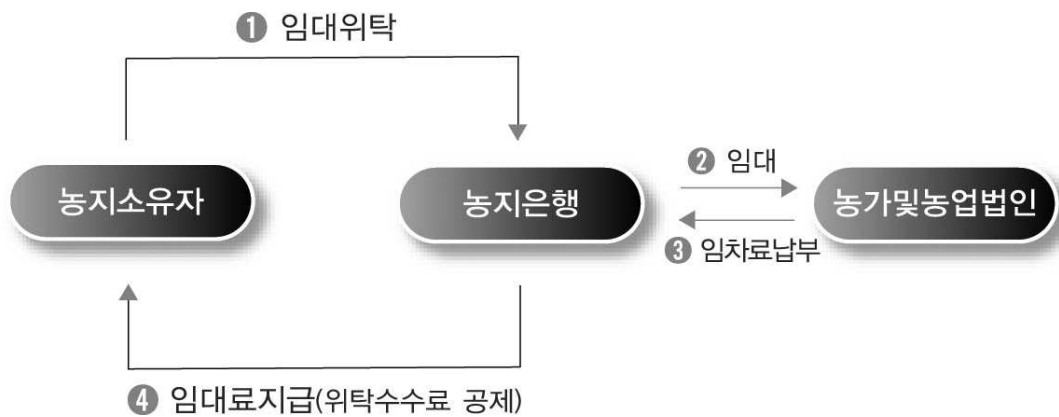 ❶ 임대위탁
농지소유자
농지은행
❷ 임대
농가및농업법인
❸ 임차료납부
❹ 임대료지급(위탁수수료 공제)